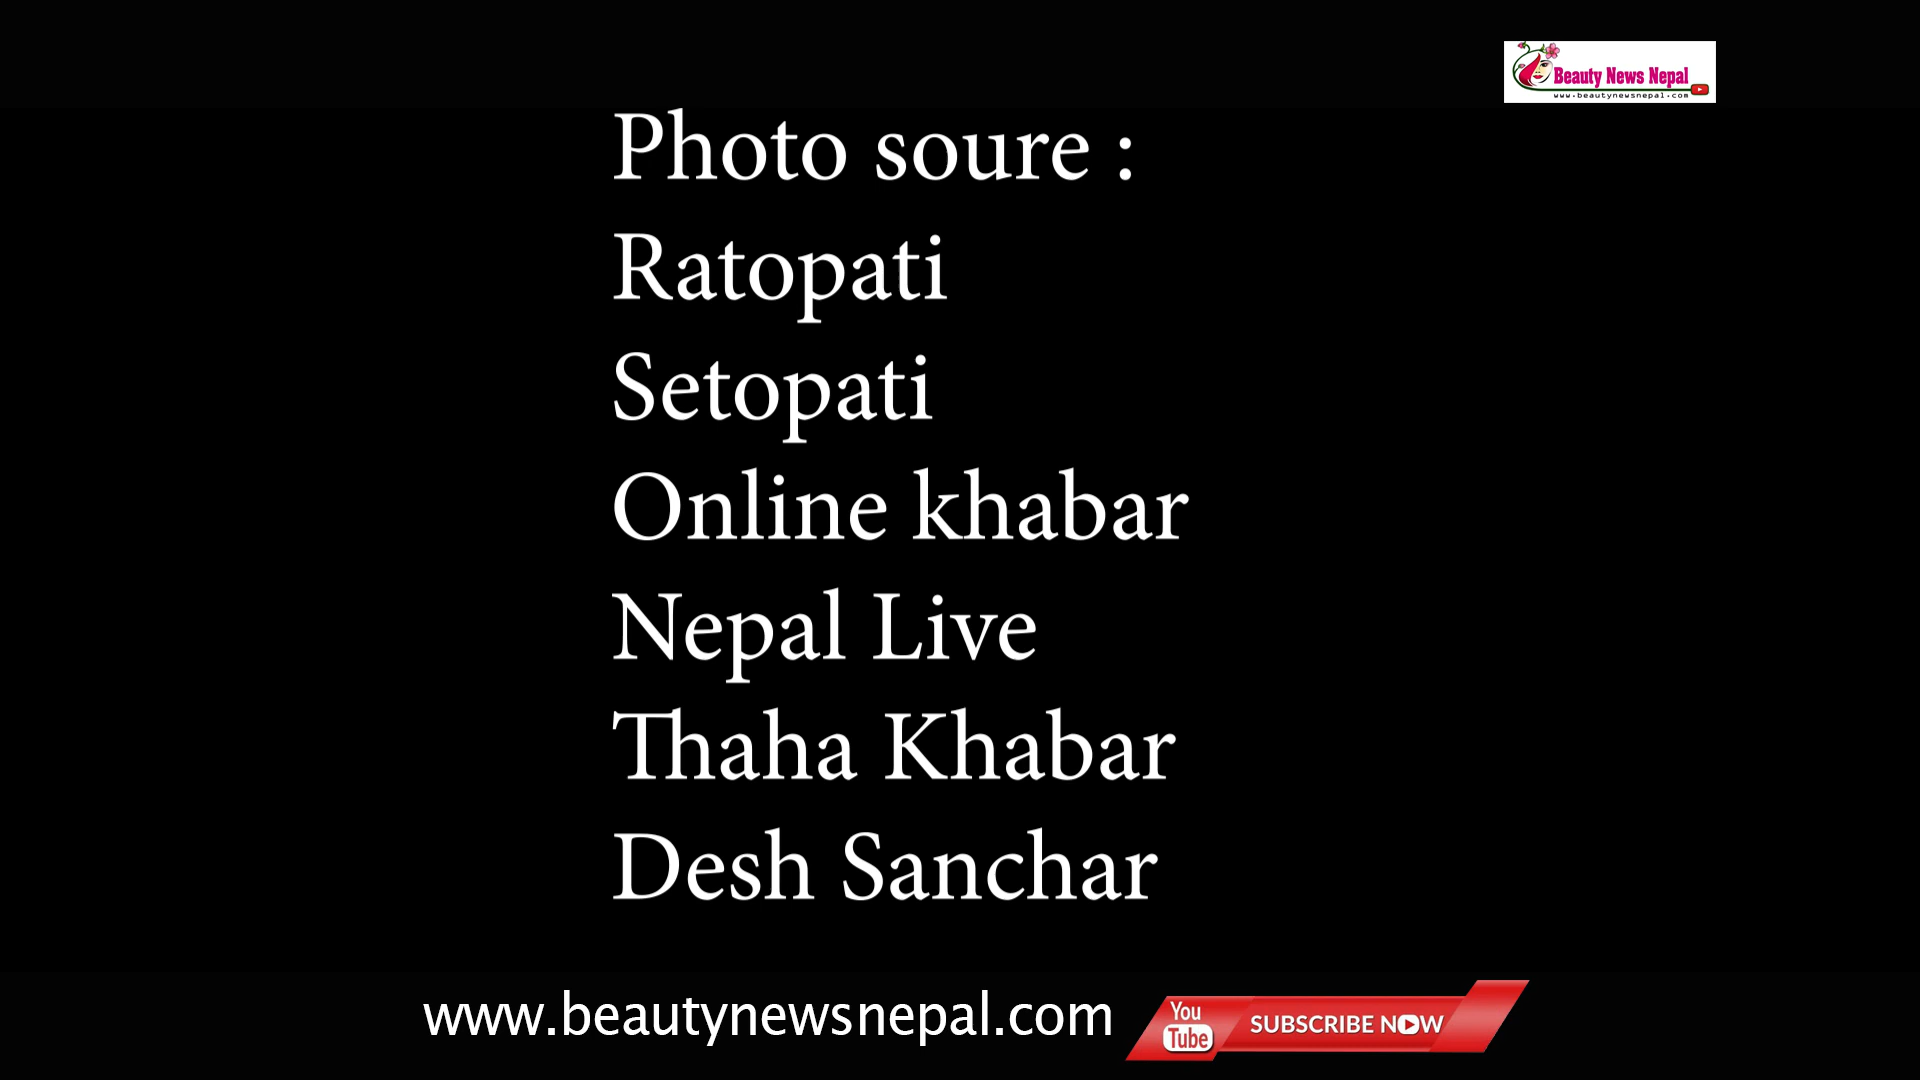 Beauty News Nepal
www.beautynewsnepal.com
Photo soure :
Ratopati
Setopati
Online khabar
Nepal Live
Thaha Khabar
Desh Sanchar
www.beautynewsnepal.com
You
Tube
SUBSCRIBE NOW